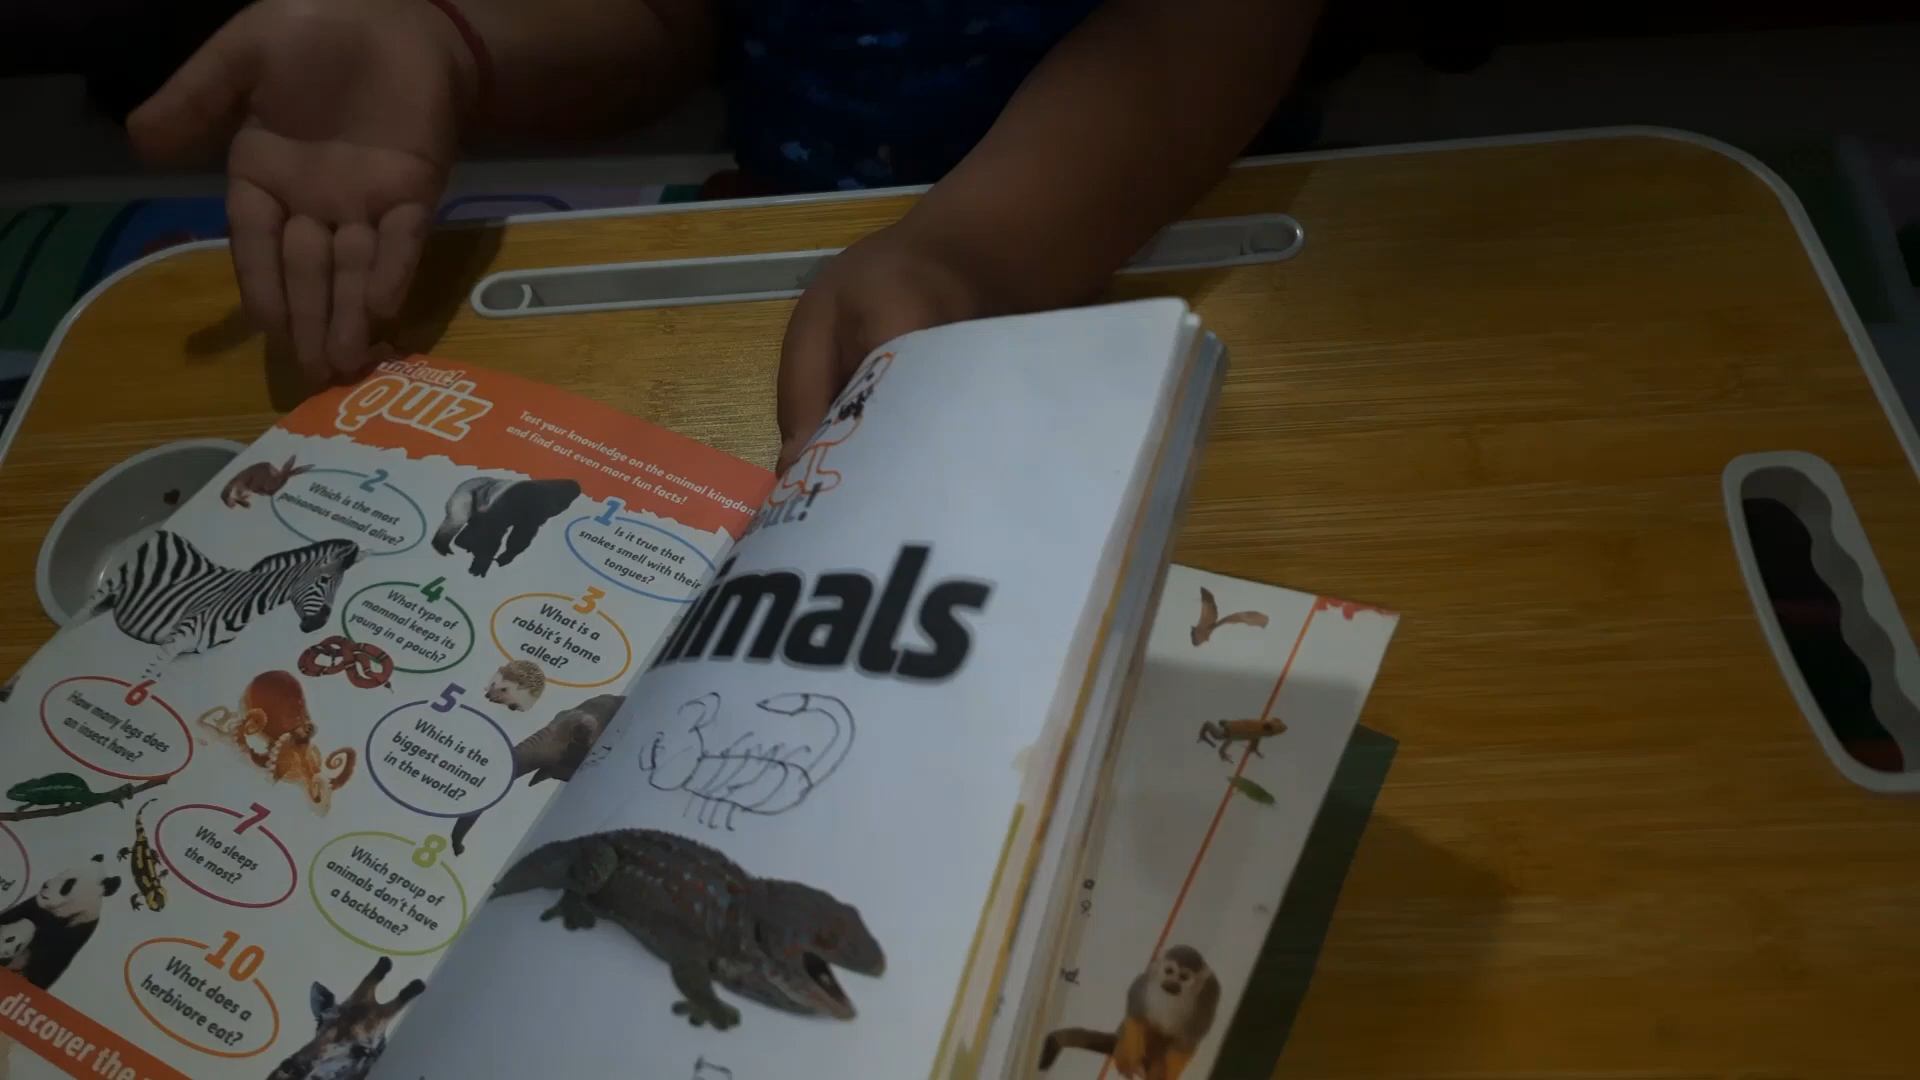 findout!
Quiz
Test your knowledge on the animal kingdom
and find out even more fun facts!
1
Is it true that
snakes smell with their
tongues?
2
Which is the most
poisonous animal alive?
3
What is a
rabbit's home
called?
4
What type of
mammal keeps its
young in a pouch?
5
Which is the
biggest animal
in the world?
6
How many legs does
an insect have?
7
Who sleeps
the most?
8
Which group of
animals don't have
a backbone?
10
What does a
herbivore eat?
discover the
out!
imals